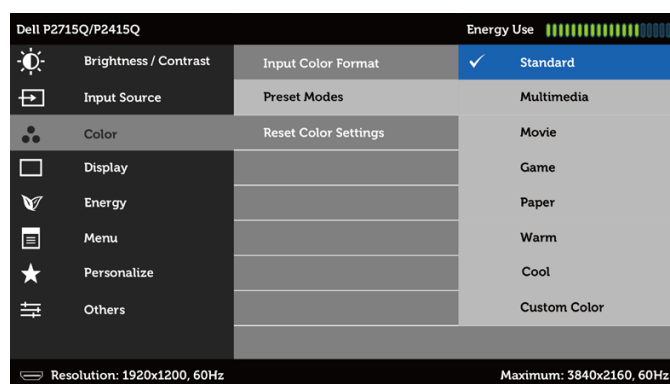 Dell P2715Q/P2415Q
Energy Use
Brightness / Contrast
Input Color Format
Standard
Input Source
Preset Modes
Multimedia
Color
Reset Color Settings
Movie
Display
Game
Energy
Paper
Menu
Warm
Personalize
Cool
Others
Custom Color
Resolution: 1920x1200, 60Hz
Maximum: 3840x2160, 60Hz